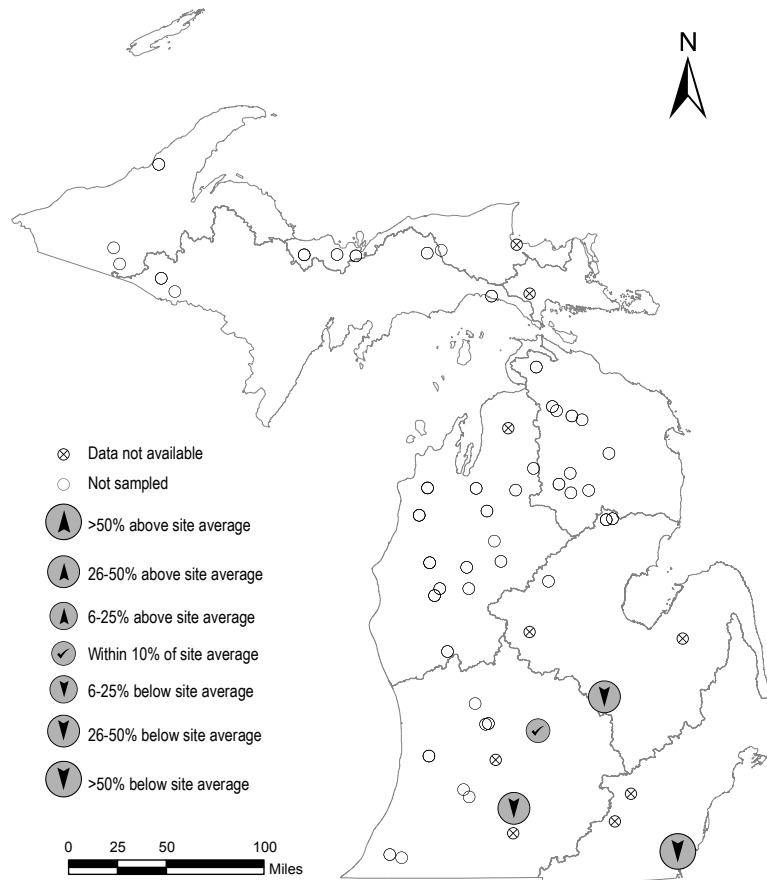 N
Data not available
Not sampled
>50% above site average
26-50% above site average
6-25% above site average
Within 10% of site average
6-25% below site average
26-50% below site average
>50% below site average
0 25 50 100
Miles